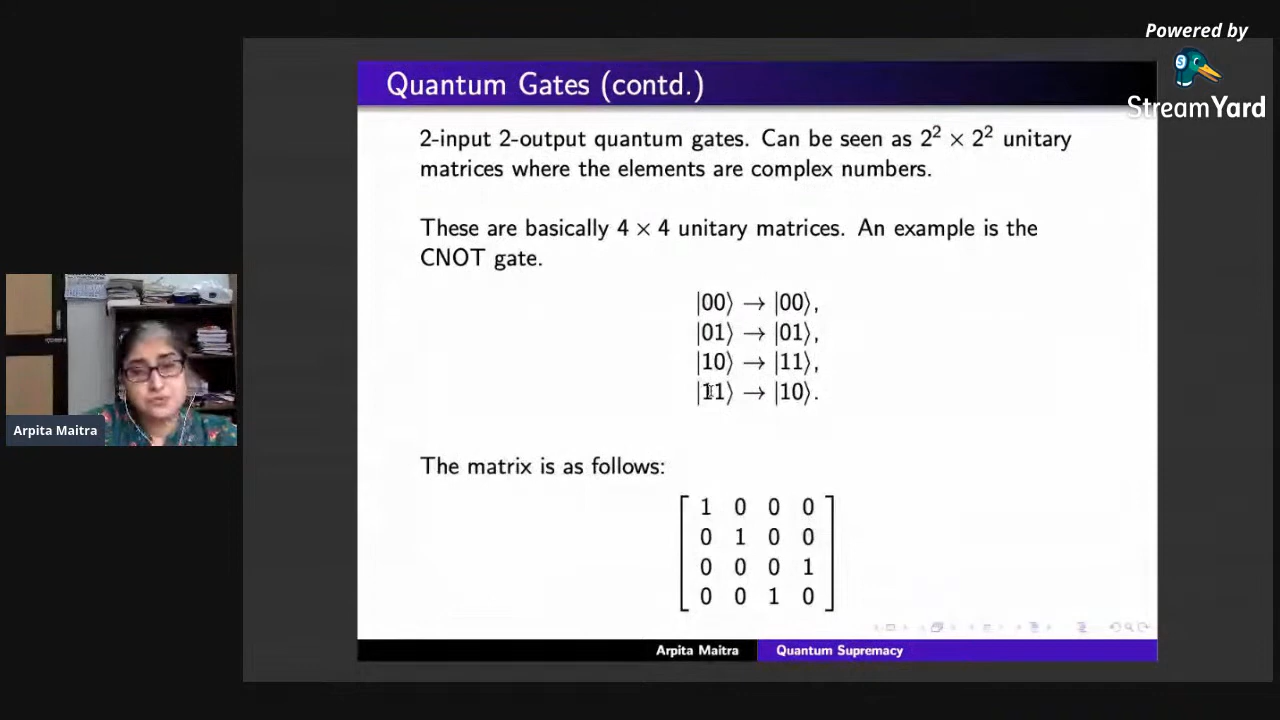 Powered by
StreamYard
Quantum Gates (contd.)
2-input 2-output quantum gates. Can be seen as 2² × 2² unitary
matrices where the elements are complex numbers.
These are basically 4 × 4 unitary matrices. An example is the
CNOT gate.
|00⟩ → |00⟩,
|01⟩ → |01⟩,
|10⟩ → |11⟩,
|11⟩ → |10⟩.
Arpita Maitra
The matrix is as follows:
1 0 0 0
0 1 0 0
0 0 0 1
0 0 1 0
Arpita Maitra Quantum Supremacy